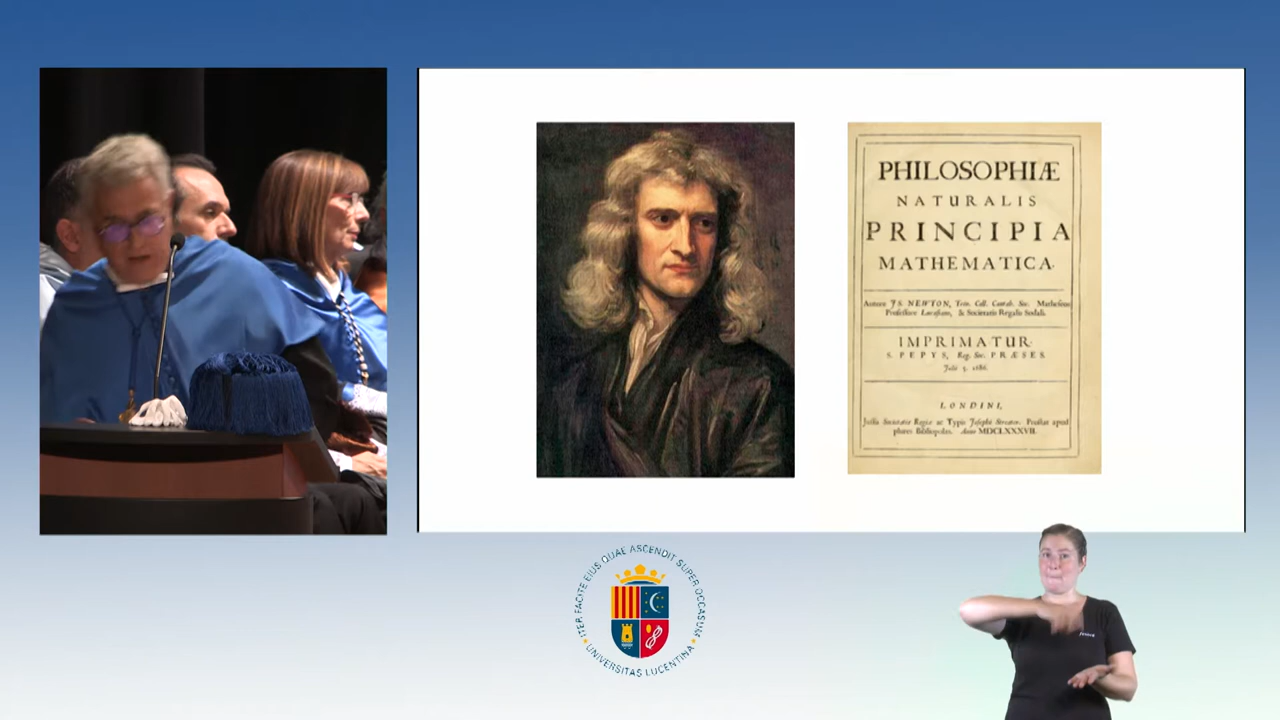 PHILOSOPHIÆ
NATURALIS
PRINCIPIA
MATHEMATICA.
Autore JS. NEWTON, Trin. Coll. Cantab. Soc. Matheseos
Professore Lucasiano, & Societatis Regalis Sodali.
IMPRIMATUR.
S. PEPYS, Reg. Soc. PRÆSES.
Julii 5. 1686.
LONDINI,
Jussu Societatis Regiæ ac Typis Josephi Streater. Prostat apud
plures Bibliopolas. Anno MDCLXXXVII.
ITER FACITE EIUS QUAE ASCENDIT SUPER OCCASUM
UNIVERSITAS LUCENTINA